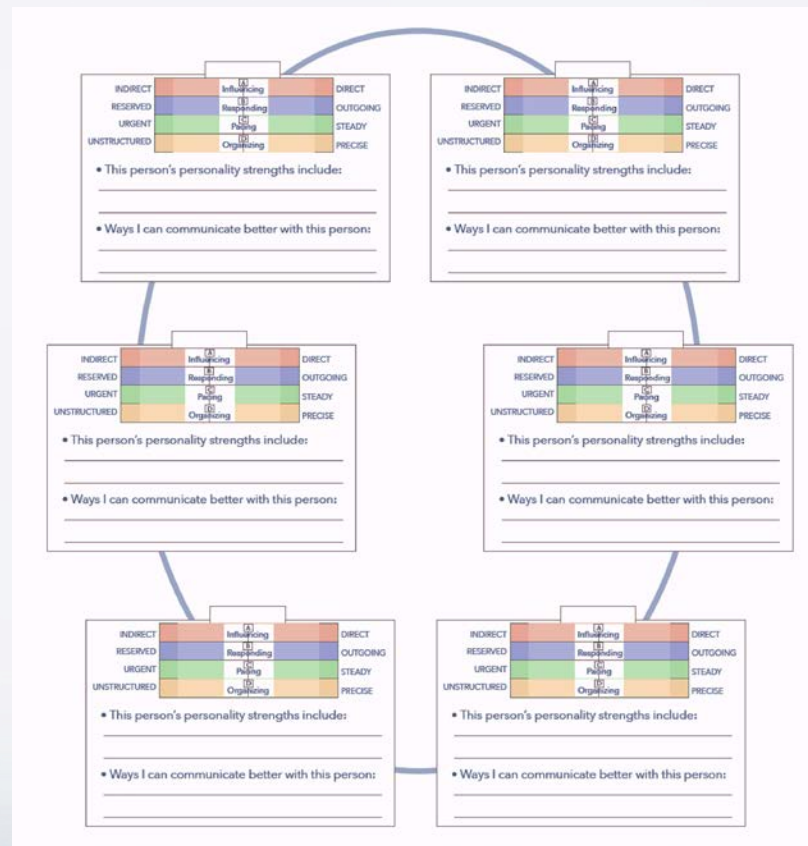 A
INDIRECT Influencing DIRECT
B
RESERVED Responding OUTGOING
C
URGENT Pacing STEADY
D
UNSTRUCTURED Organizing PRECISE
• This person's personality strengths include:
• Ways I can communicate better with this person:
A
INDIRECT Influencing DIRECT
B
RESERVED Responding OUTGOING
C
URGENT Pacing STEADY
D
UNSTRUCTURED Organizing PRECISE
• This person's personality strengths include:
• Ways I can communicate better with this person:
A
INDIRECT Influencing DIRECT
B
RESERVED Responding OUTGOING
C
URGENT Pacing STEADY
D
UNSTRUCTURED Organizing PRECISE
• This person's personality strengths include:
• Ways I can communicate better with this person:
A
INDIRECT Influencing DIRECT
B
RESERVED Responding OUTGOING
C
URGENT Pacing STEADY
D
UNSTRUCTURED Organizing PRECISE
• This person's personality strengths include:
• Ways I can communicate better with this person:
A
INDIRECT Influencing DIRECT
B
RESERVED Responding OUTGOING
C
URGENT Pacing STEADY
D
UNSTRUCTURED Organizing PRECISE
• This person's personality strengths include:
• Ways I can communicate better with this person:
A
INDIRECT Influencing DIRECT
B
RESERVED Responding OUTGOING
C
URGENT Pacing STEADY
D
UNSTRUCTURED Organizing PRECISE
• This person's personality strengths include:
• Ways I can communicate better with this person: